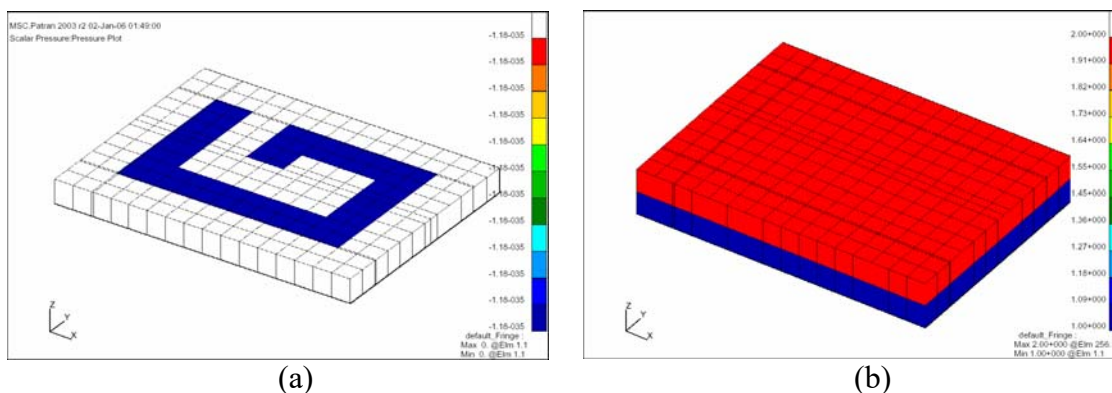 MSC.Patran 2003 r2 02-Jan-06 01:49:00
Scalar Pressure:Pressure Plot
-1.18-035
-1.18-035
-1.18-035
-1.18-035
-1.18-035
-1.18-035
-1.18-035
-1.18-035
-1.18-035
-1.18-035
-1.18-035
-1.18-035
Z
Y
X
default_Fringe :
Max 0. @Elm 1.1
Min 0. @Elm 1.1
(a)
2.00+000
1.91+000
1.82+000
1.73+000
1.64+000
1.55+000
1.45+000
1.36+000
1.27+000
1.18+000
1.09+000
1.00+000
Z
Y
X
default_Fringe :
Max 2.00+000 @Elm 256.
Min 1.00+000 @Elm 1.1
(b)